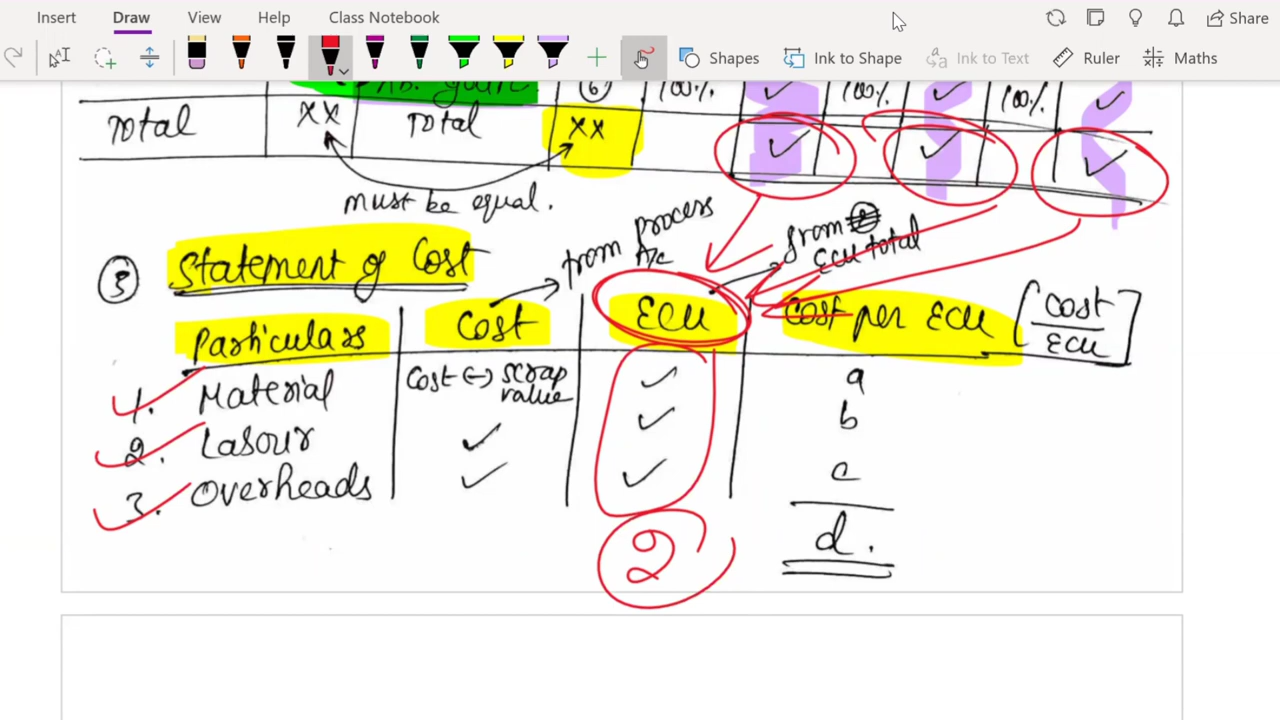 Insert Draw View Help Class Notebook Share
Shapes Ink to Shape Ink to Text Ruler Maths
Ab. gain 6 100% 100% 100%
Total XX Total XX
must be equal.
from process A/c
from ECU total
3 Statement of Cost
Particulars Cost ECU Cost per ECU [Cost/ECU]
1. Material Cost (-) scrap value a
2. Labour b
3. Overheads c
2 d.